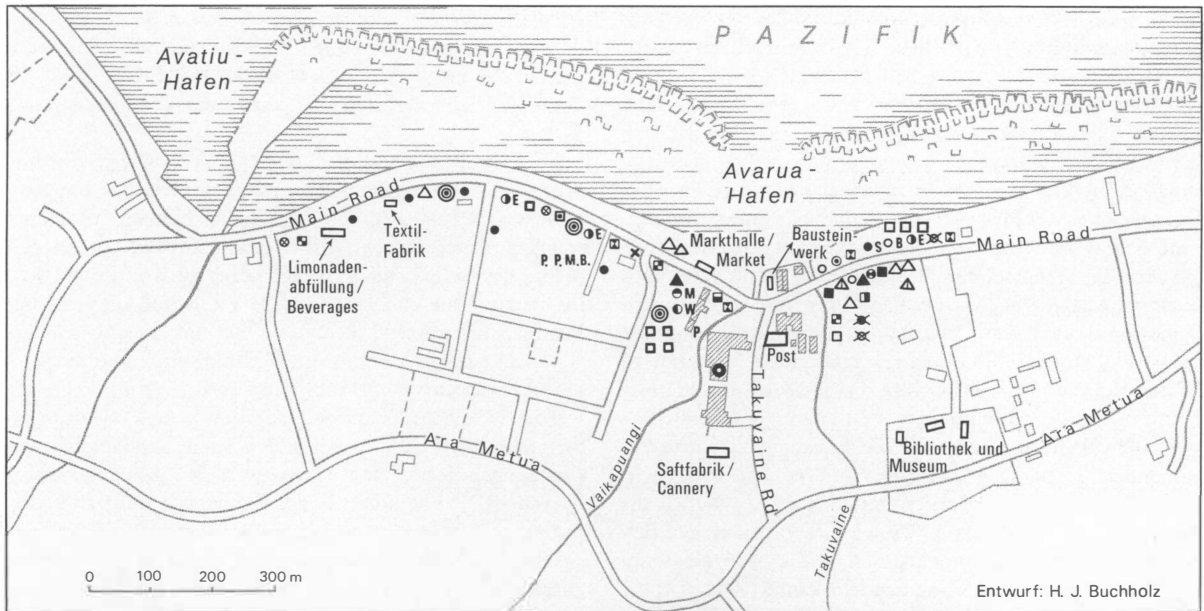 PAZIFIK
Avatiu-
Hafen
Avarua-
Hafen
Main Road
Textil-
Fabrik
Limonaden-
abfüllung/
Beverages
E
E
P. P. M. B.
M
W
P
Markthalle/
Market
Baustein-
werk
S
B
E
Main Road
Post
Takuvaine Rd
Vaikapuangi
Ara Metua
Saftfabrik/
Cannery
Takuvaine
Bibliothek und
Museum
Ara-Metua
0 100 200 300 m
Entwurf: H. J. Buchholz